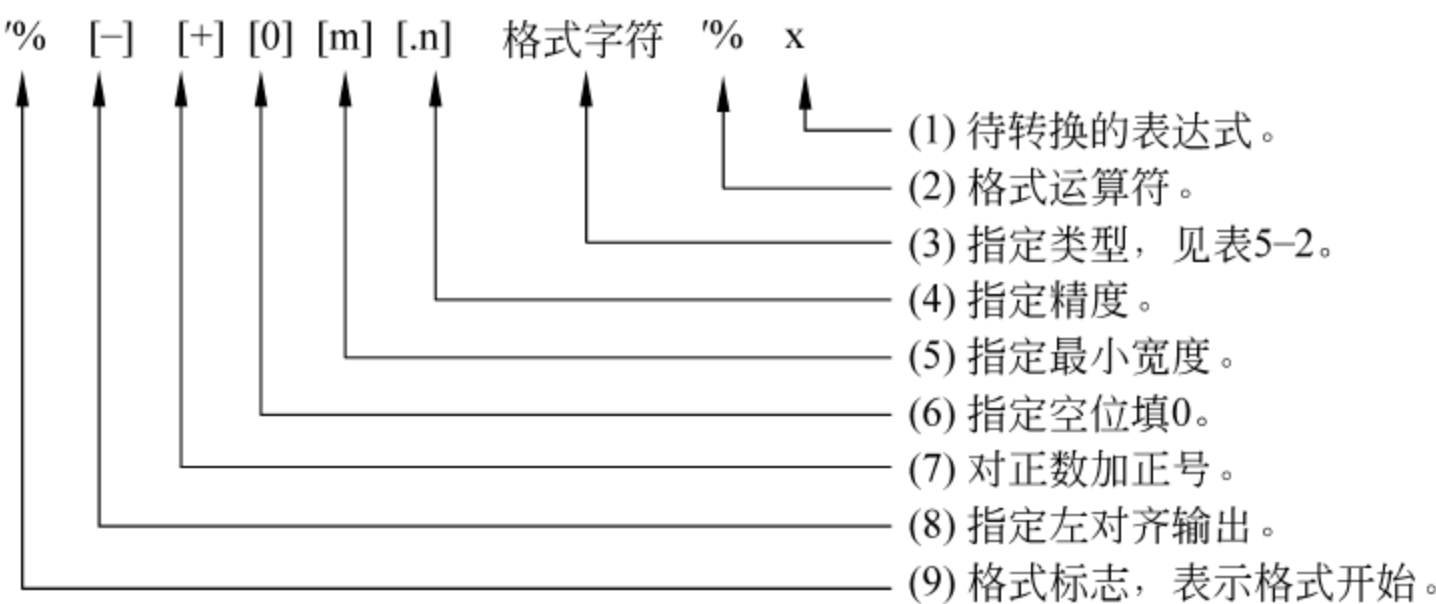 '% [−] [+] [0] [m] [.n] 格式字符 '% x
(1) 待转换的表达式。
(2) 格式运算符。
(3) 指定类型，见表5−2。
(4) 指定精度。
(5) 指定最小宽度。
(6) 指定空位填0。
(7) 对正数加正号。
(8) 指定左对齐输出。
(9) 格式标志，表示格式开始。